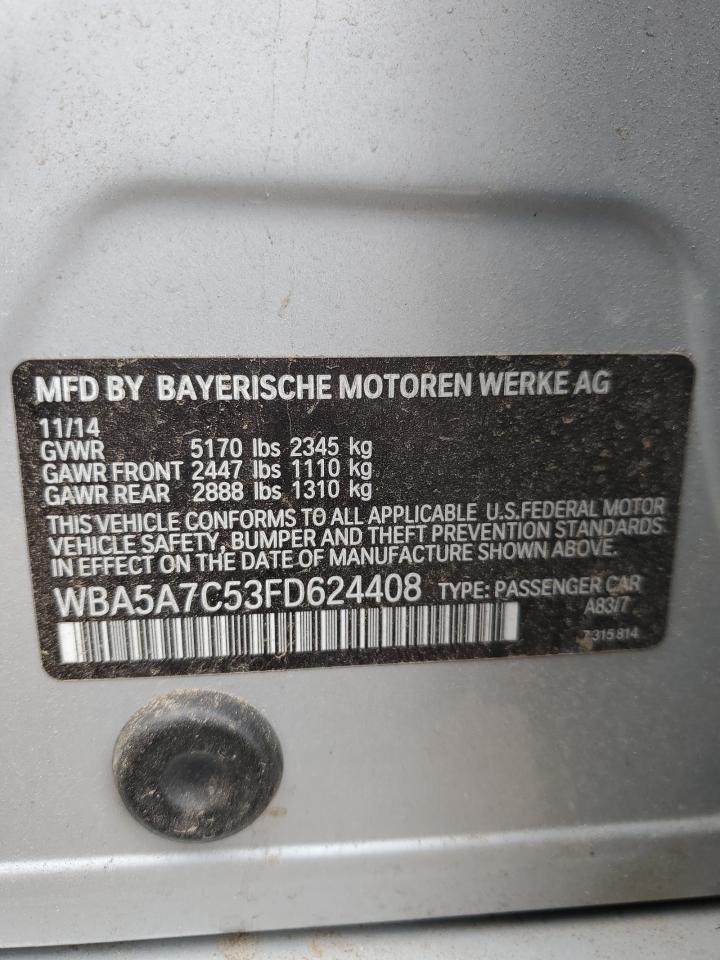 MFD BY BAYERISCHE MOTOREN WERKE AG
11/14
GVWR 5170 lbs 2345 kg
GAWR FRONT 2447 lbs 1110 kg
GAWR REAR 2888 lbs 1310 kg
THIS VEHICLE CONFORMS TO ALL APPLICABLE U.S.FEDERAL MOTOR
VEHICLE SAFETY, BUMPER AND THEFT PREVENTION STANDARDS
IN EFFECT ON THE DATE OF MANUFACTURE SHOWN ABOVE.
WBA5A7C53FD624408 TYPE: PASSENGER CAR
A83/7
7 315 814